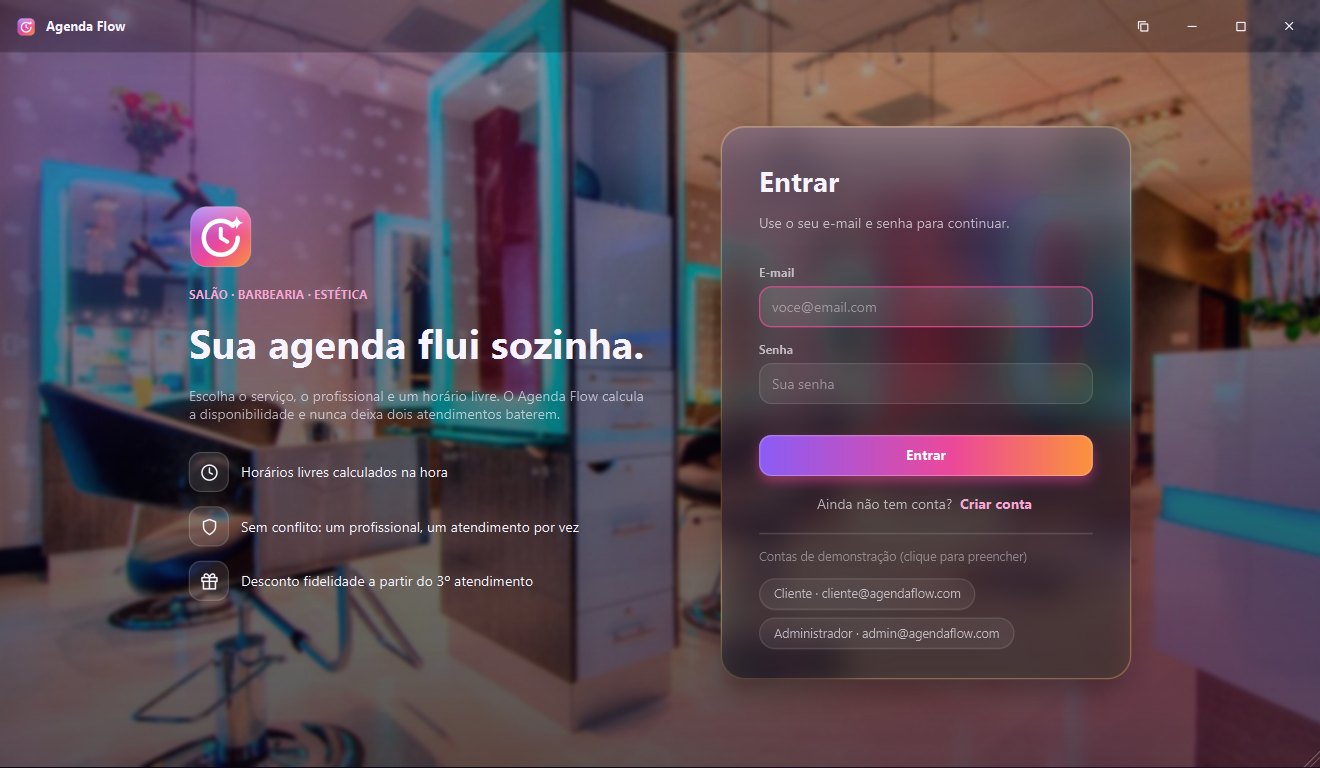 Agenda Flow
SALÃO · BARBEARIA · ESTÉTICA
Sua agenda flui sozinha.
Escolha o serviço, o profissional e um horário livre. O Agenda Flow calcula
a disponibilidade e nunca deixa dois atendimentos baterem.
Horários livres calculados na hora
Sem conflito: um profissional, um atendimento por vez
Desconto fidelidade a partir do 3º atendimento
Entrar
Use o seu e-mail e senha para continuar.
E-mail
voce@email.com
Senha
Sua senha
Entrar
Ainda não tem conta? Criar conta
Contas de demonstração (clique para preencher)
Cliente · cliente@agendaflow.com
Administrador · admin@agendaflow.com